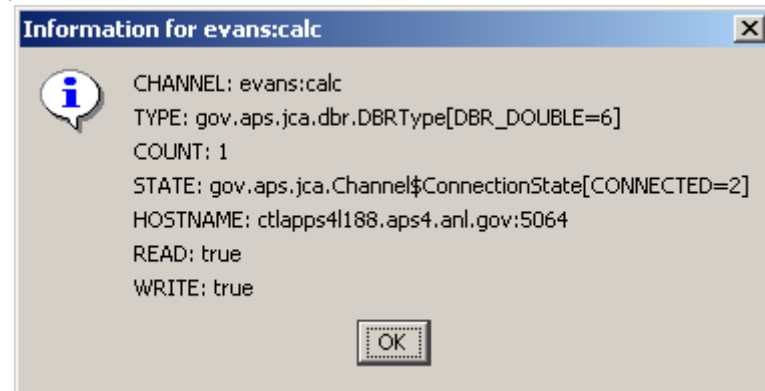 Information for evans:calc
CHANNEL: evans:calc
TYPE: gov.aps.jca.dbr.DBRType[DBR_DOUBLE=6]
COUNT: 1
STATE: gov.aps.jca.Channel$ConnectionState[CONNECTED=2]
HOSTNAME: ctlapps4l188.aps4.anl.gov:5064
READ: true
WRITE: true
OK